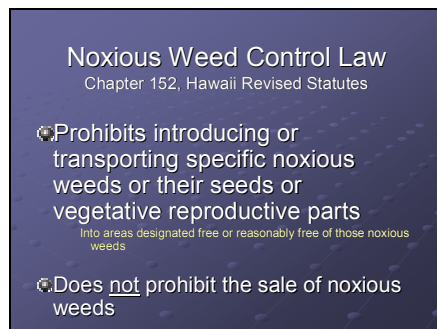 Noxious Weed Control Law
Chapter 152, Hawaii Revised Statutes
Prohibits introducing or
transporting specific noxious
weeds or their seeds or
vegetative reproductive parts
Into areas designated free or reasonably free of those noxious
weeds
Does not prohibit the sale of noxious
weeds